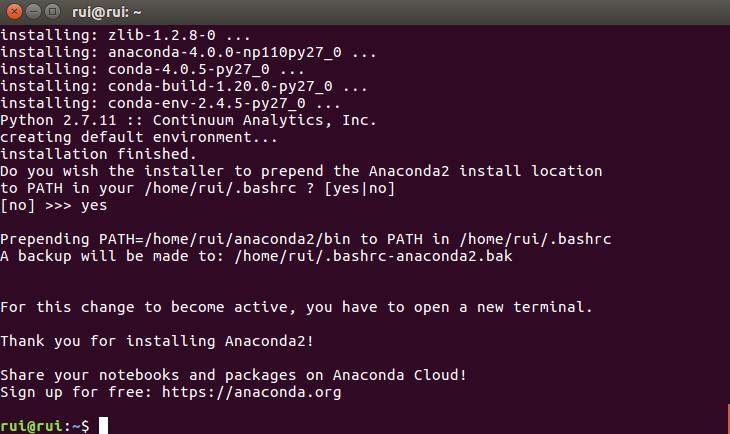 rui@rui: ~
installing: zlib-1.2.8-0 ...
installing: anaconda-4.0.0-np110py27_0 ...
installing: conda-4.0.5-py27_0 ...
installing: conda-build-1.20.0-py27_0 ...
installing: conda-env-2.4.5-py27_0 ...
Python 2.7.11 :: Continuum Analytics, Inc.
creating default environment...
installation finished.
Do you wish the installer to prepend the Anaconda2 install location
to PATH in your /home/rui/.bashrc ? [yes|no]
[no] >>> yes
Prepending PATH=/home/rui/anaconda2/bin to PATH in /home/rui/.bashrc
A backup will be made to: /home/rui/.bashrc-anaconda2.bak
For this change to become active, you have to open a new terminal.
Thank you for installing Anaconda2!
Share your notebooks and packages on Anaconda Cloud!
Sign up for free: https://anaconda.org
rui@rui:~$